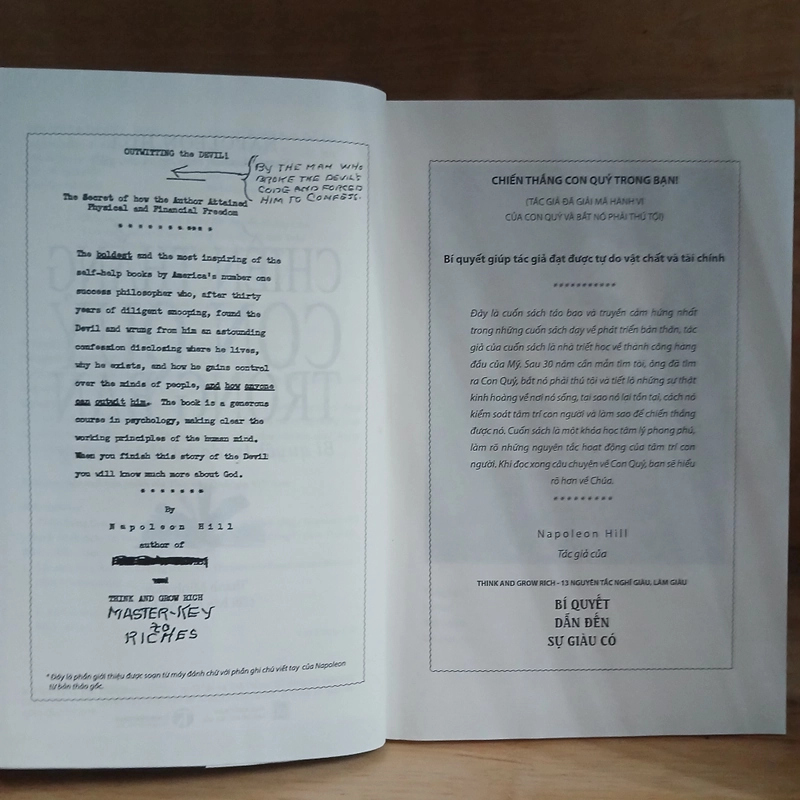 OUTWITTING the DEVIL!
BY THE MAN WHO
BROKE THE DEVIL'S
CODE AND FORCED
HIM TO CONFESS.
The Secret of how the Author Attained
Physical and Financial Freedom
* * * * * * * * * *
The boldest and the most inspiring of the
self-help books by America's number one
success philosopher who, after thirty
years of diligent snooping, found the
Devil and wrung from him an astounding
confession disclosing where he lives,
why he exists, and how he gains control
over the minds of people, and how anyone
can outwit him. The book is a generous
course in psychology, making clear the
working principles of the human mind.
When you finish this story of the Devil
you will know much more about God.
* * * * * * *
By
Napoleon Hill
author of
THINK AND GROW RICH
MASTER-KEY
to
RICHES
* Đây là phần giới thiệu được soạn từ máy đánh chữ với phần ghi chú viết tay của Napoleon
từ bản thảo gốc.
CHIẾN THẮNG CON QUỶ TRONG BẠN!
(TÁC GIẢ ĐÃ GIẢI MÃ HÀNH VI
CỦA CON QUỶ VÀ BẮT NÓ PHẢI THÚ TỘI)
Bí quyết giúp tác giả đạt được tự do vật chất và tài chính
***********
Đây là cuốn sách táo bạo và truyền cảm hứng nhất
trong những cuốn sách dạy về phát triển bản thân, tác
giả của cuốn sách là nhà triết học về thành công hàng
đầu của Mỹ. Sau 30 năm cần mẫn tìm tòi, ông đã tìm
ra Con Quỷ, bắt nó phải thú tội và tiết lộ những sự thật
kinh hoàng về nơi nó sống, tại sao nó lại tồn tại, cách nó
kiểm soát tâm trí con người và làm sao để chiến thắng
được nó. Cuốn sách là một khóa học tâm lý phong phú,
làm rõ những nguyên tắc hoạt động của tâm trí con
người. Khi đọc xong câu chuyện về Con Quỷ, bạn sẽ hiểu
rõ hơn về Chúa.
*********
Napoleon Hill
Tác giả của
THINK AND GROW RICH - 13 NGUYÊN TẮC NGHĨ GIÀU, LÀM GIÀU
BÍ QUYẾT
DẪN ĐẾN
SỰ GIÀU CÓ